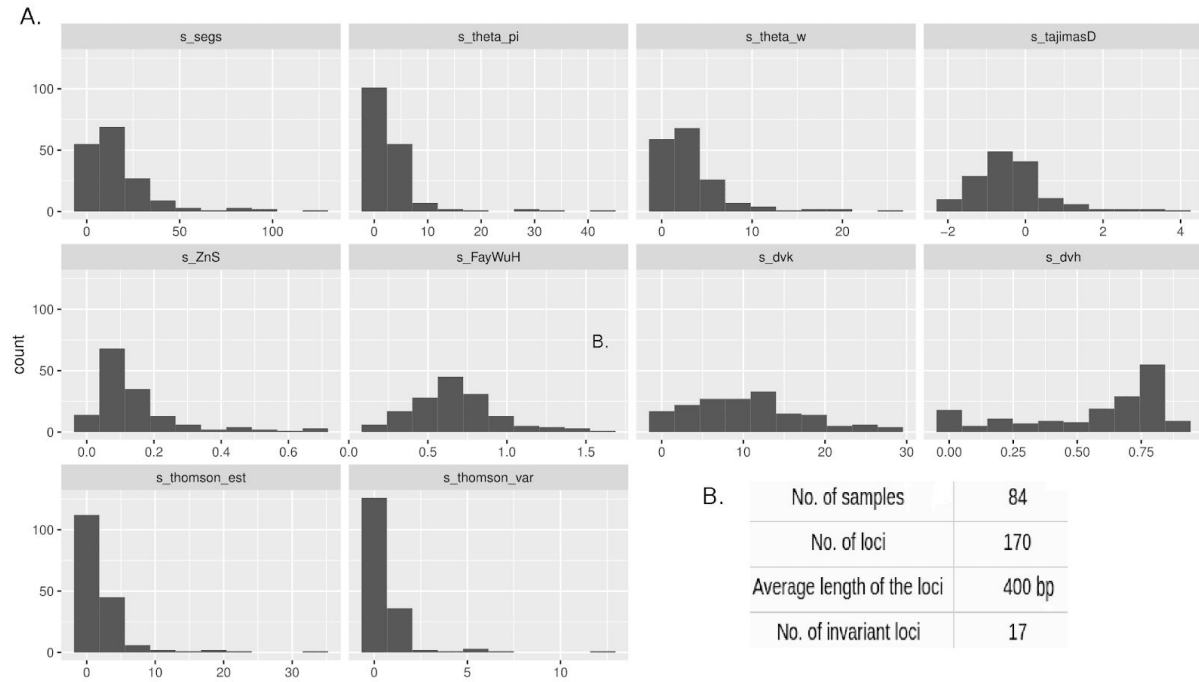 A.
s_segs s_theta_pi s_theta_w s_tajimasD
100
50
0
0 50 100 0 10 20 30 40 0 10 20 −2 0 2 4
s_ZnS s_FayWuH s_dvk s_dvh
count
100
50
0
B.
0.0 0.2 0.4 0.6 0.0 0.5 1.0 1.5 0 10 20 30 0.00 0.25 0.50 0.75
s_thomson_est s_thomson_var
100
50
0
0 10 20 30 0 5 10
B.
No. of samples 84
No. of loci 170
Average length of the loci 400 bp
No. of invariant loci 17